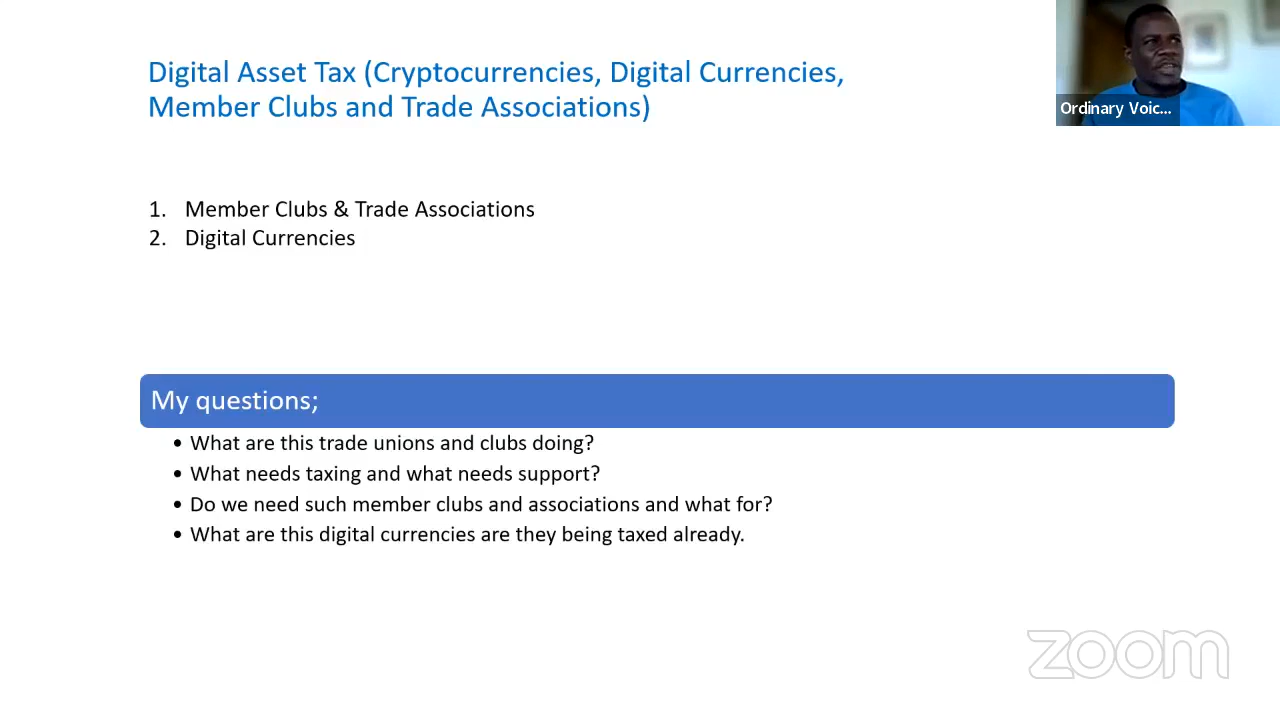 Digital Asset Tax (Cryptocurrencies, Digital Currencies,
Member Clubs and Trade Associations)
Ordinary Voic...
1. Member Clubs & Trade Associations
2. Digital Currencies
My questions;
• What are this trade unions and clubs doing?
• What needs taxing and what needs support?
• Do we need such member clubs and associations and what for?
• What are this digital currencies are they being taxed already.
zoom